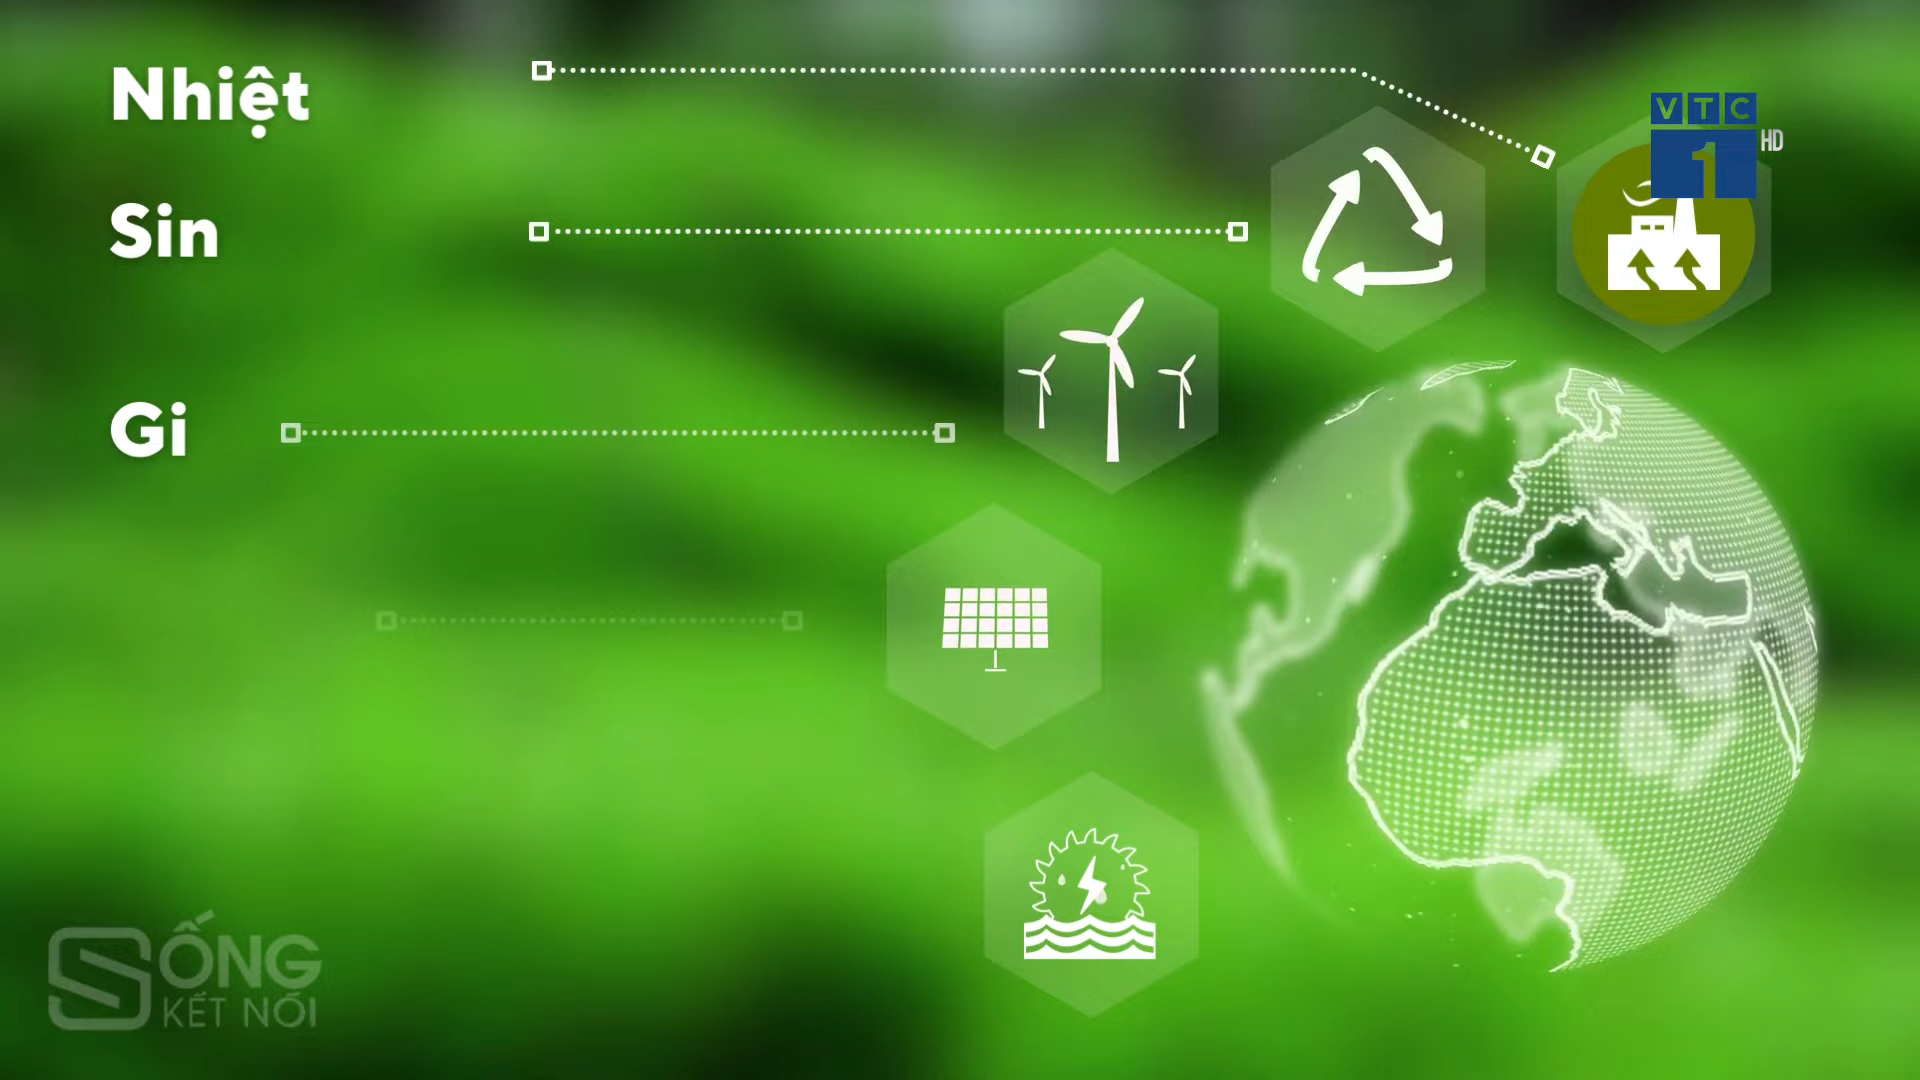 Nhiệt
VTC
HD
1
Sin
Gi
SỐNG
KẾT NỐI